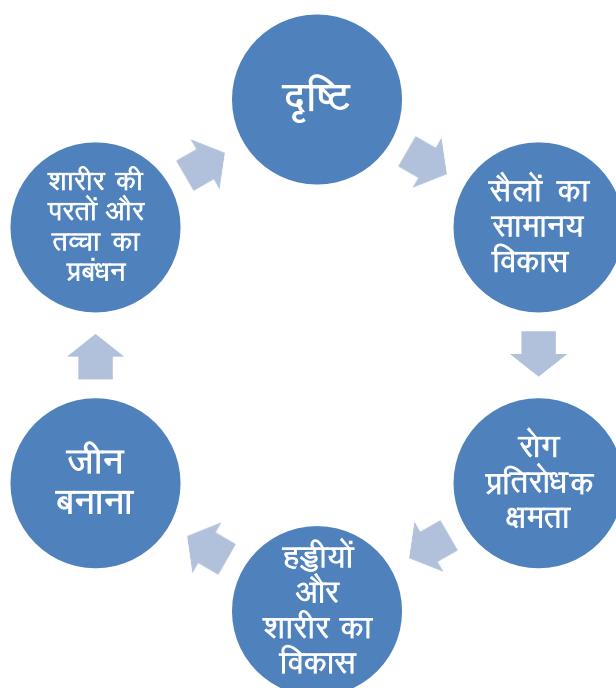 दृष्टि
सैलों का
सामानय
विकास
रोग
प्रतिरोधक
क्षमता
हड्डीयों
और
शारीर का
विकास
जीन
बनाना
शारीर की
परतों और
तव्चा का
प्रबंधन